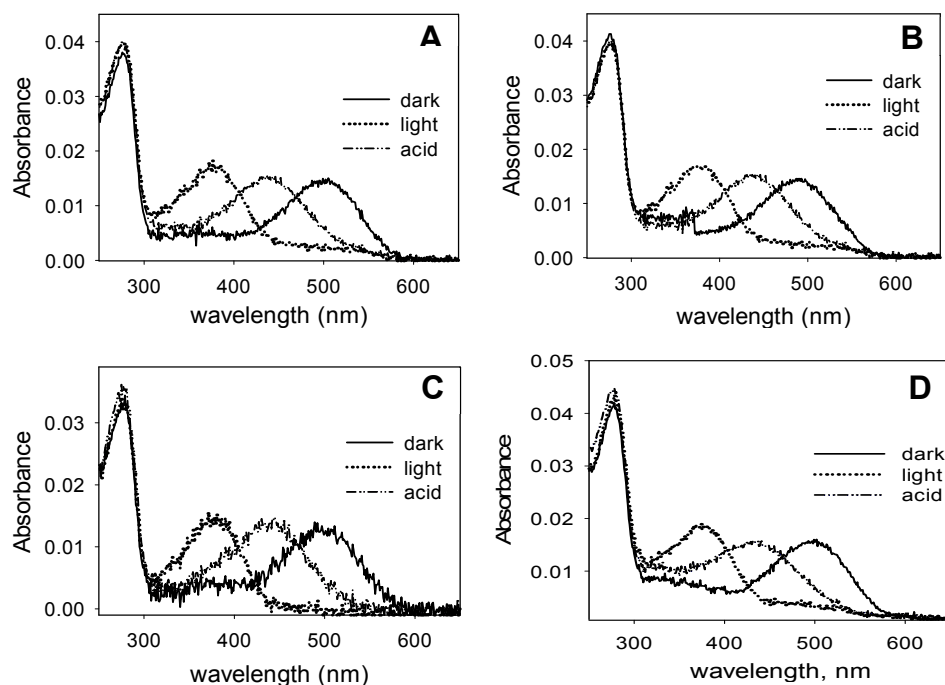 A
0.04
0.03
0.02
0.01
0.00
Absorbance
dark
light
acid
300 400 500 600
wavelength (nm)
B
0.04
0.03
0.02
0.01
0.00
Absorbance
dark
light
acid
300 400 500 600
wavelength (nm)
C
0.03
0.02
0.01
0.00
Absorbance
dark
light
acid
300 400 500 600
wavelength (nm)
D
0.05
0.04
0.03
0.02
0.01
Absorbance
dark
light
acid
300 400 500 600
wavelength, nm